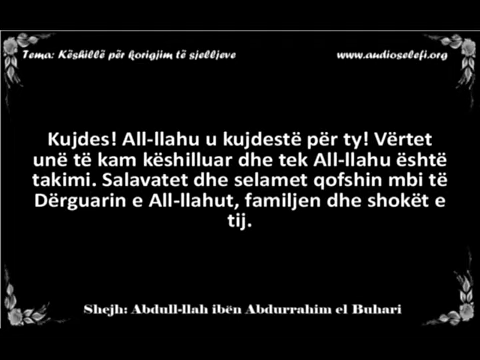 Tema: Këshillë për korigjim të sjelljeve
www.audioselefi.org
Kujdes! All-llahu u kujdestë për ty! Vërtet
unë të kam këshilluar dhe tek All-llahu është
takimi. Salavatet dhe selamet qofshin mbi të
Dërguarin e All-llahut, familjen dhe shokët e
tij.
Shejh: Abdull-llah ibën Abdurrahim el Buhari